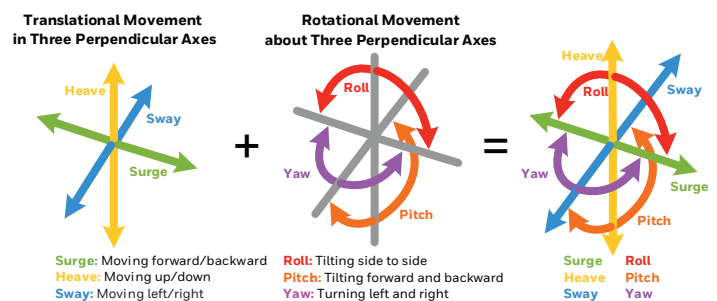 Translational Movement
in Three Perpendicular Axes
Heave
Sway
Surge
Surge: Moving forward/backward
Heave: Moving up/down
Sway: Moving left/right
+
Rotational Movement
about Three Perpendicular Axes
Roll
Yaw
Pitch
Roll: Tilting side to side
Pitch: Tilting forward and backward
Yaw: Turning left and right
=
Heave
Roll
Sway
Yaw
Surge
Pitch
Surge Roll
Heave Pitch
Sway Yaw